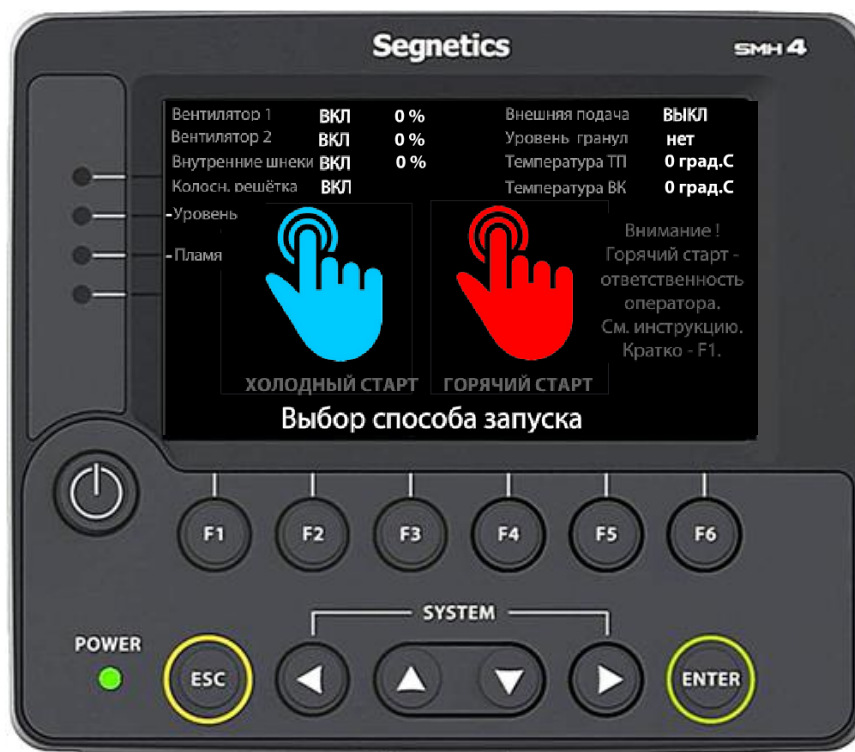 Segnetics
SMH 4
Вентилятор 1 ВКЛ 0 % Внешняя подача ВЫКЛ
Вентилятор 2 ВКЛ 0 % Уровень гранул нет
Внутренние шнеки ВКЛ 0 % Температура ТП 0 град.С
Колосн. решётка ВКЛ Температура ВК 0 град.С
-Уровень
-Пламя
Внимание !
Горячий старт -
ответственность
оператора.
См. инструкцию.
Кратко - F1.
ХОЛОДНЫЙ СТАРТ ГОРЯЧИЙ СТАРТ
Выбор способа запуска
F1 F2 F3 F4 F5 F6
SYSTEM
POWER
ESC ENTER